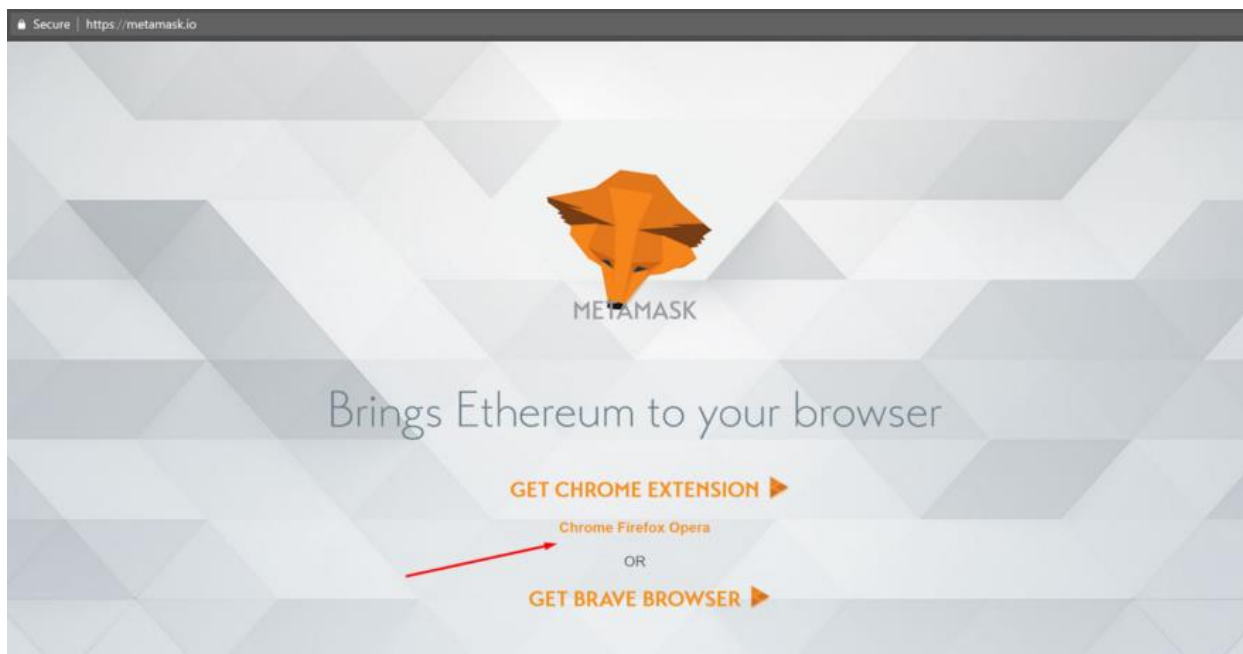 Secure | https://metamask.io
METAMASK
Brings Ethereum to your browser
GET CHROME EXTENSION
Chrome Firefox Opera
OR
GET BRAVE BROWSER